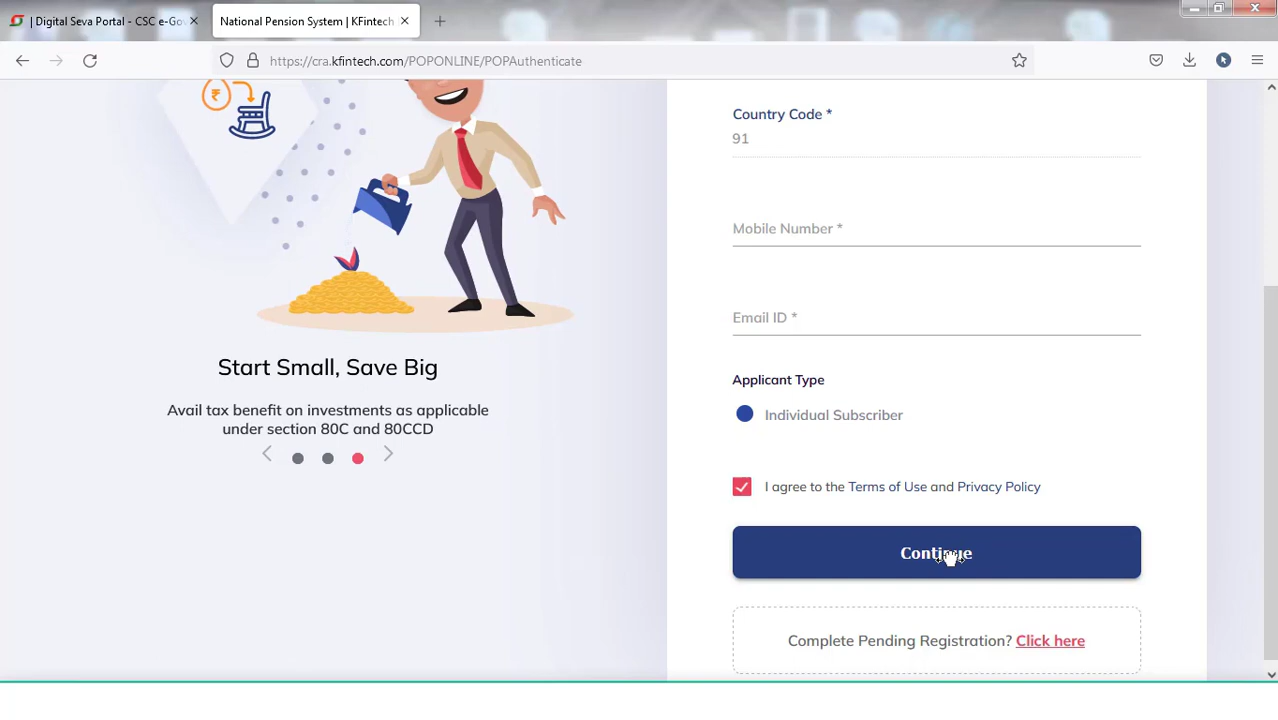 | Digital Seva Portal - CSC e-Gov
National Pension System | KFintech
https://cra.kfintech.com/POPONLINE/POPAuthenticate
₹
Country Code *
91
Mobile Number *
Email ID *
Start Small, Save Big
Applicant Type
Avail tax benefit on investments as applicable
under section 80C and 80CCD
Individual Subscriber
I agree to the Terms of Use and Privacy Policy
Continue
Complete Pending Registration? Click here